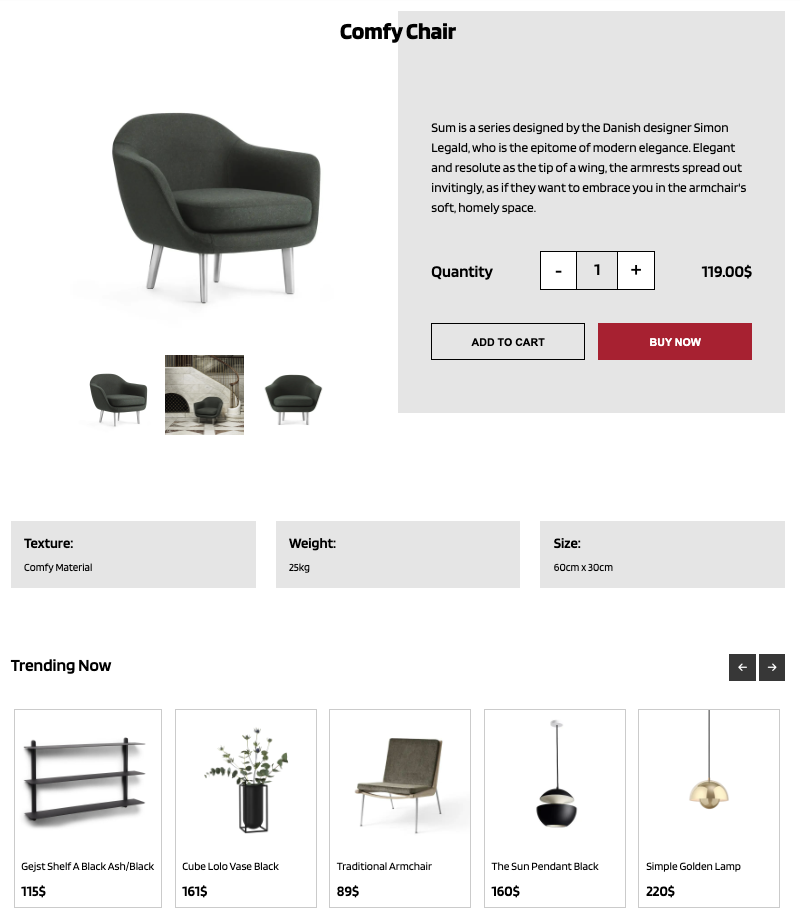 Comfy Chair
Sum is a series designed by the Danish designer Simon
Legald, who is the epitome of modern elegance. Elegant
and resolute as the tip of a wing, the armrests spread out
invitingly, as if they want to embrace you in the armchair's
soft, homely space.
Quantity
- 1 +
119.00$
ADD TO CART
BUY NOW
Texture:
Comfy Material
Weight:
25kg
Size:
60cm x 30cm
Trending Now
Gejst Shelf A Black Ash/Black
115$
Cube Lolo Vase Black
161$
Traditional Armchair
89$
The Sun Pendant Black
160$
Simple Golden Lamp
220$